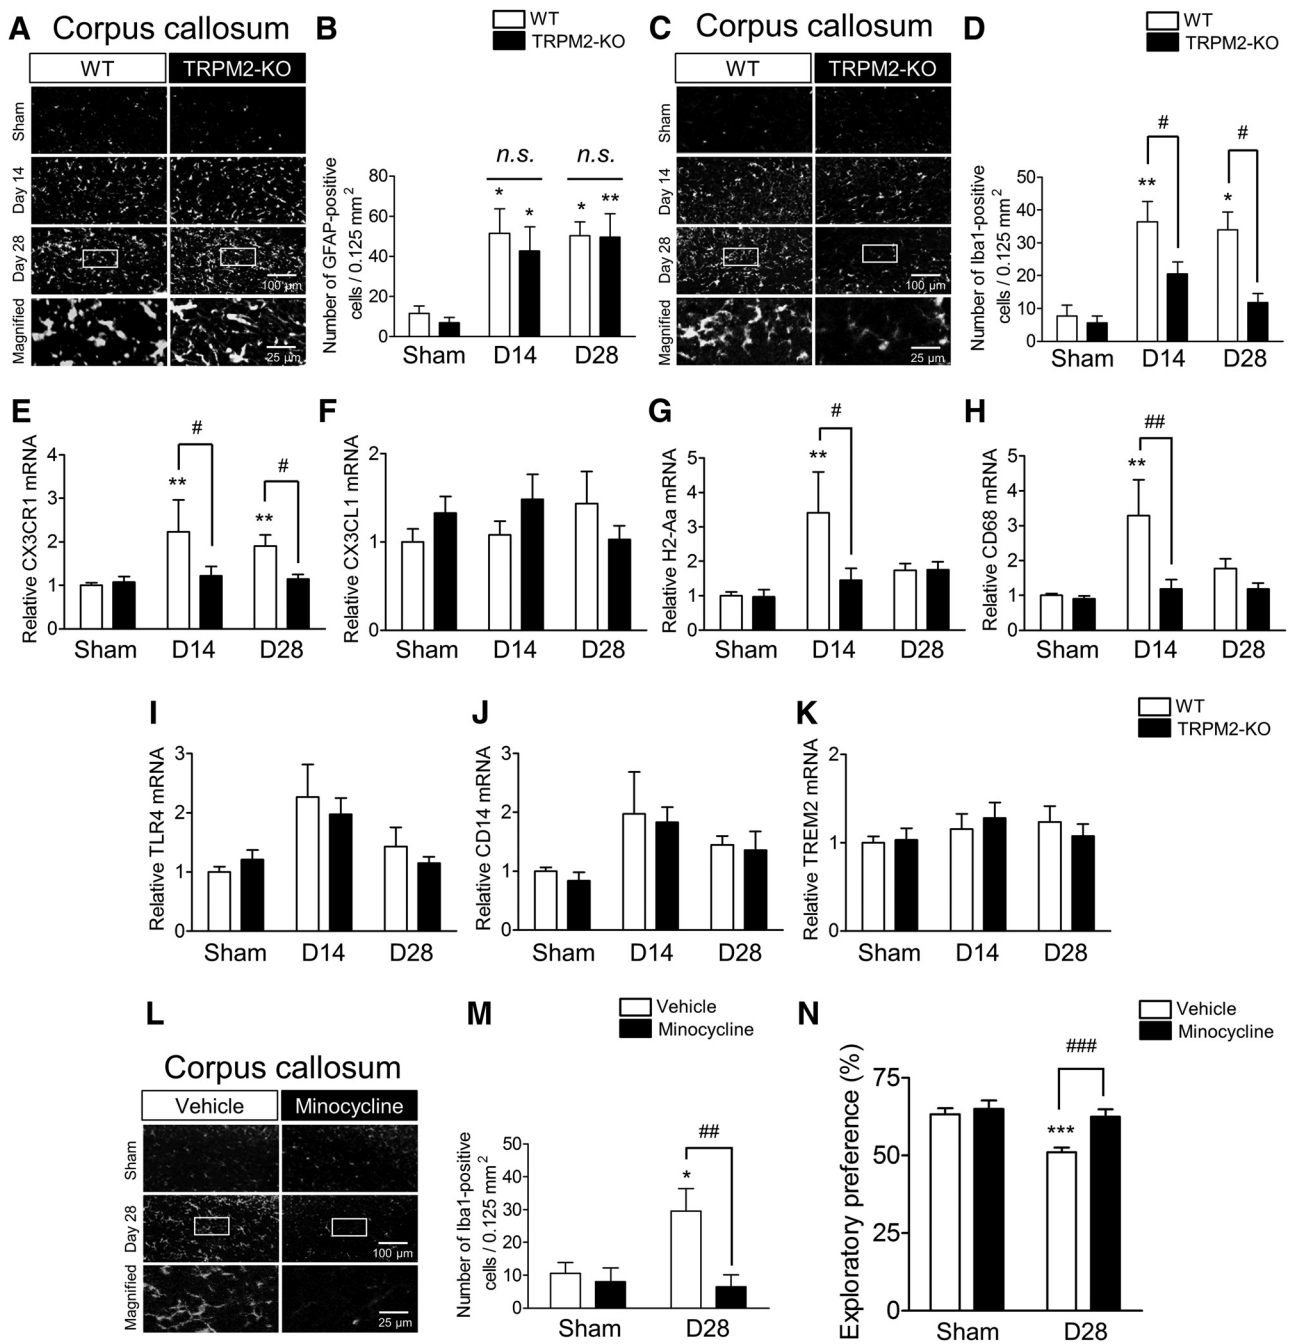 A Corpus callosum
WT TRPM2-KO
Sham
Day 14
Day 28
Magnified
100 µm
25 µm
B
WT
TRPM2-KO
Number of GFAP-positive
cells / 0.125 mm2
80
60
40
20
0
n.s. n.s.
* * * **
Sham D14 D28
C Corpus callosum
WT TRPM2-KO
Sham
Day 14
Day 28
Magnified
100 µm
25 µm
D
WT
TRPM2-KO
Number of Iba1-positive
cells / 0.125 mm2
50
40
30
20
10
0
# #
** *
Sham D14 D28
E
Relative CX3CR1 mRNA
4
3
2
1
0
# #
** **
Sham D14 D28
F
Relative CX3CL1 mRNA
2
1
0
Sham D14 D28
G
Relative H2-Aa mRNA
5
4
3
2
1
0
#
**
Sham D14 D28
H
Relative CD68 mRNA
5
4
3
2
1
0
##
**
Sham D14 D28
I
Relative TLR4 mRNA
3
2
1
0
Sham D14 D28
J
Relative CD14 mRNA
3
2
1
0
Sham D14 D28
K
WT
TRPM2-KO
Relative TREM2 mRNA
2
1
0
Sham D14 D28
L
Corpus callosum
Vehicle Minocycline
Sham
Day 28
Magnified
100 µm
25 µm
M
Vehicle
Minocycline
Number of Iba1-positive
cells / 0.125 mm2
50
40
30
20
10
0
##
*
Sham D28
N
Vehicle
Minocycline
Exploratory preference (%)
75
50
25
0
###
***
Sham D28